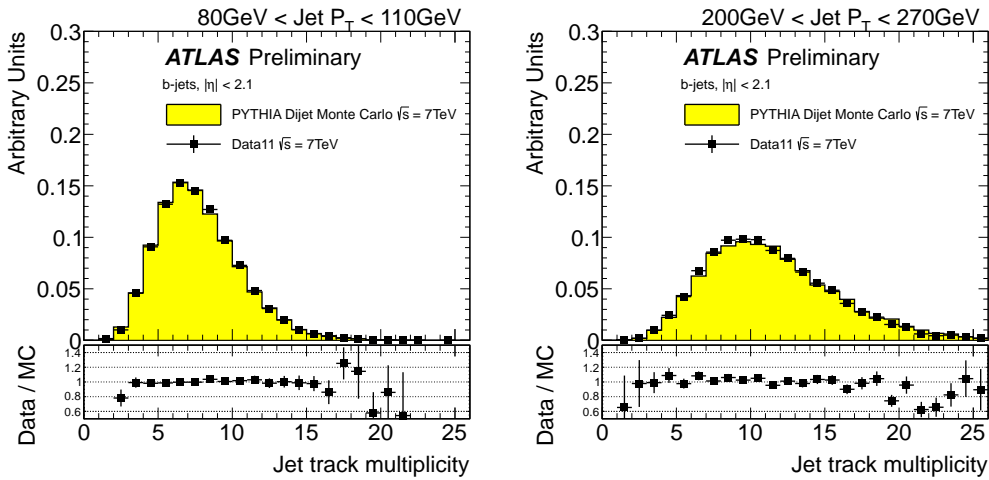 80GeV < Jet P_T < 110GeV
Arbitrary Units
0.3
0.25
0.2
0.15
0.1
0.05
0
ATLAS Preliminary
b-jets, |η| < 2.1
PYTHIA Dijet Monte Carlo √s = 7TeV
Data11 √s = 7TeV
Data / MC
1.4
1.2
1
0.8
0.6
0 5 10 15 20 25
Jet track multiplicity
200GeV < Jet P_T < 270GeV
Arbitrary Units
0.3
0.25
0.2
0.15
0.1
0.05
0
ATLAS Preliminary
b-jets, |η| < 2.1
PYTHIA Dijet Monte Carlo √s = 7TeV
Data11 √s = 7TeV
Data / MC
1.4
1.2
1
0.8
0.6
0 5 10 15 20 25
Jet track multiplicity